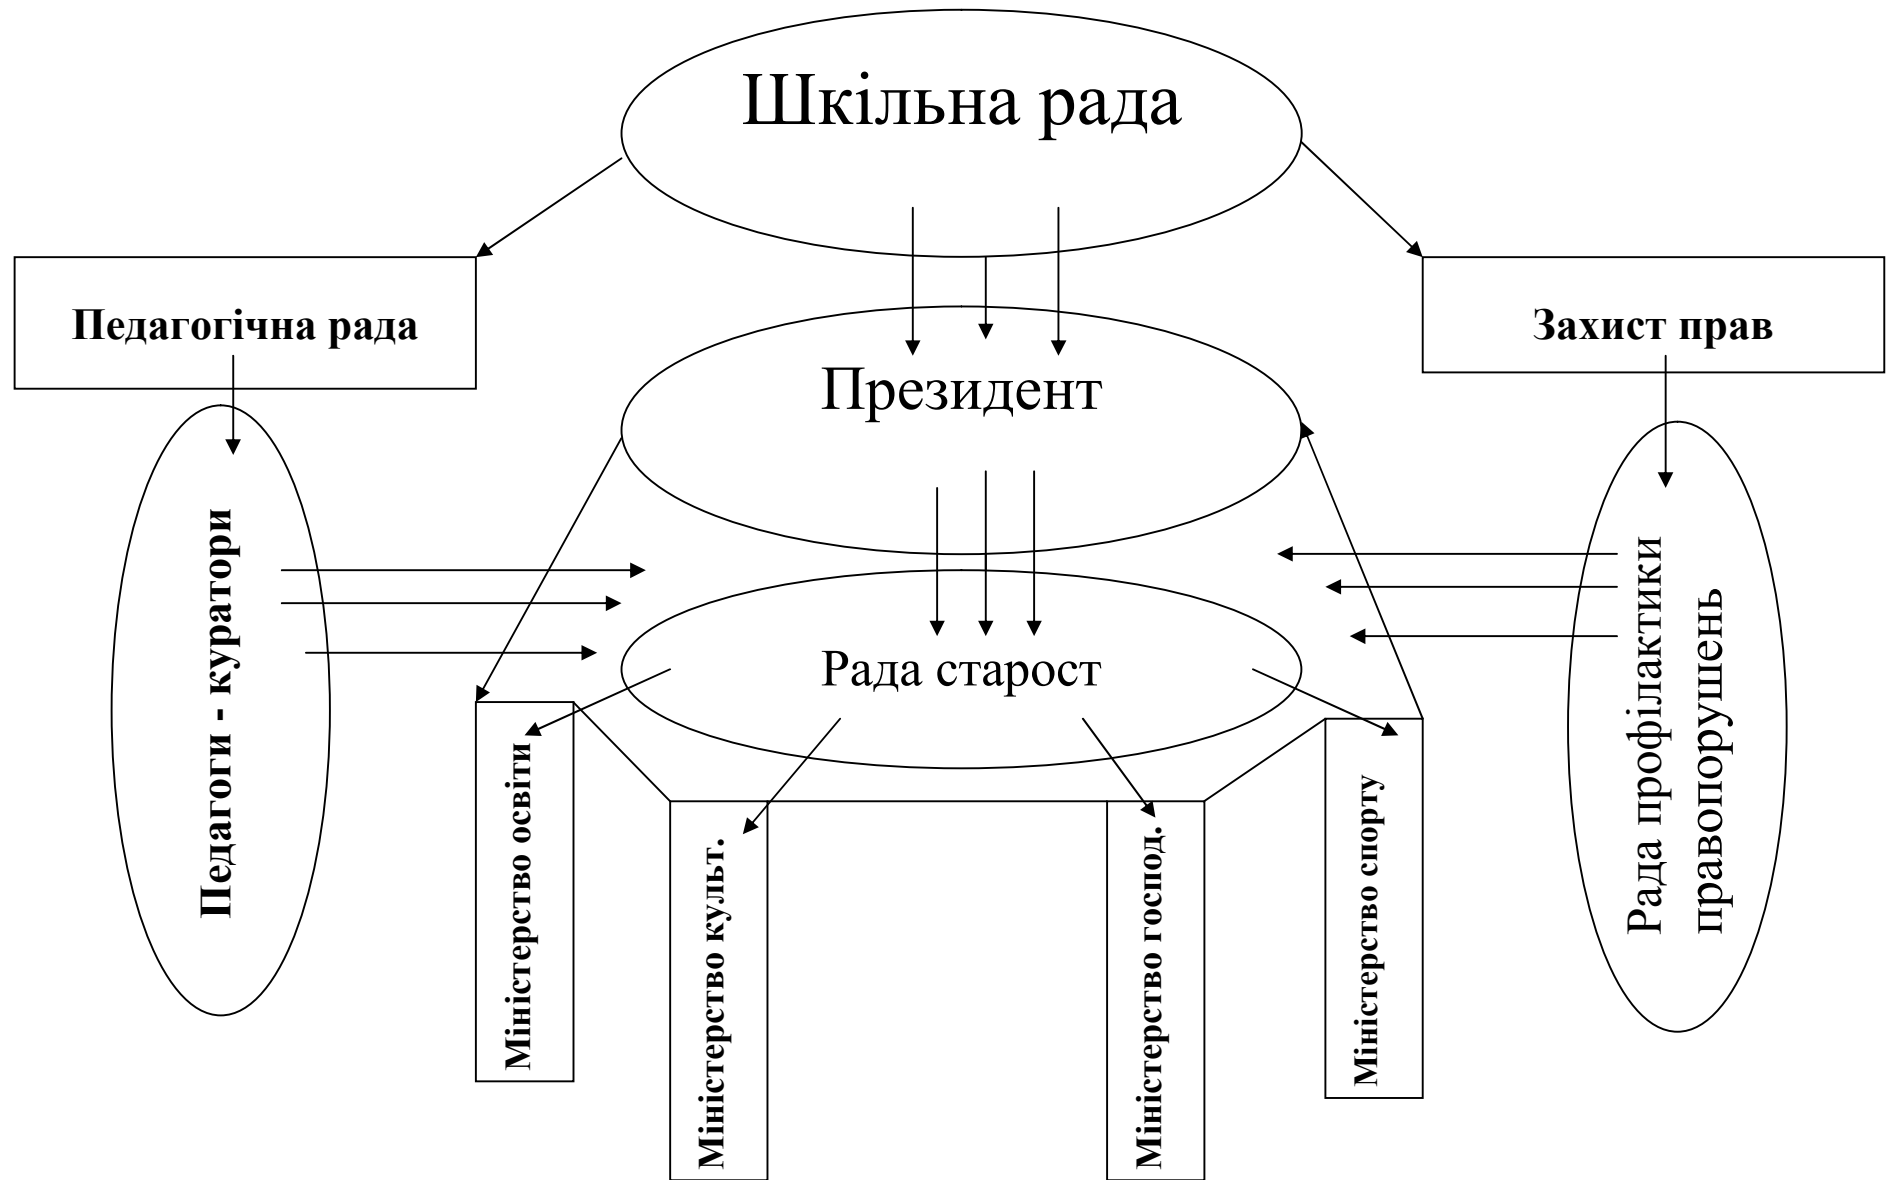 Шкільна рада
Педагогічна рада
Захист прав
Президент
Педагоги - куратори
Рада старост
Рада профілактики
правопорушень
Міністерство освіти
Міністерство культ.
Міністерство господ.
Міністерство спорту